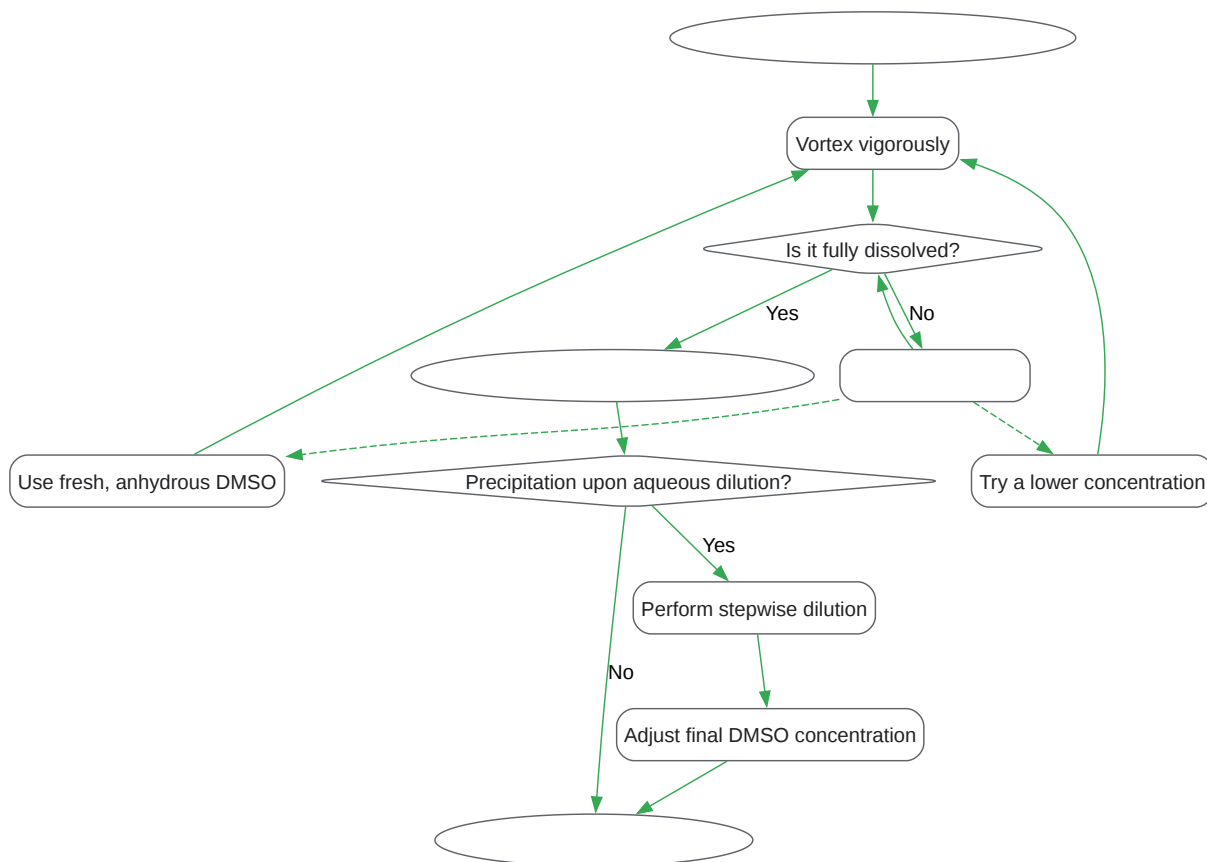 Vortex vigorously
Is it fully dissolved?
Yes
No
Use fresh, anhydrous DMSO
Precipitation upon aqueous dilution?
Try a lower concentration
Yes
Perform stepwise dilution
No
Adjust final DMSO concentration